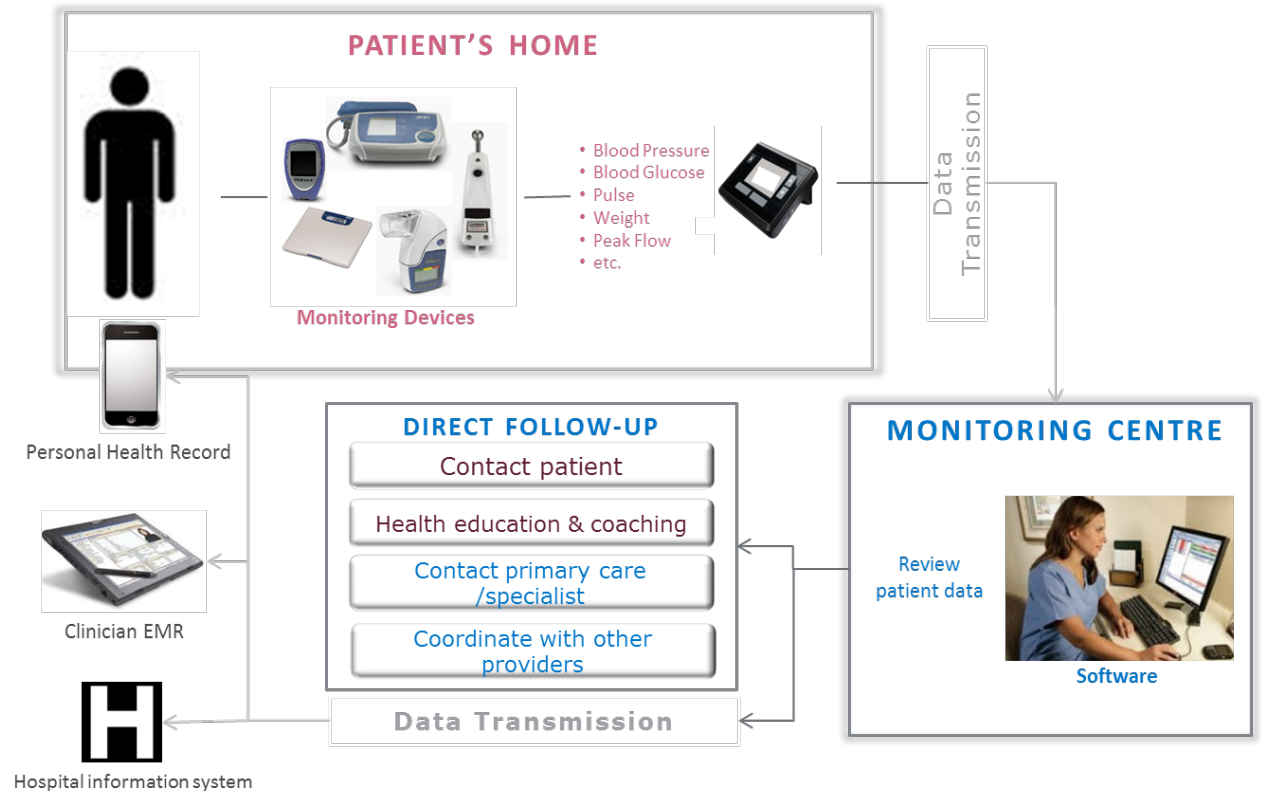 PATIENT’S HOME
• Blood Pressure
• Blood Glucose
• Pulse
• Weight
• Peak Flow
• etc.
Monitoring Devices
Data
Transmission
Personal Health Record
Clinician EMR
Hospital information system
DIRECT FOLLOW-UP
Contact patient
Health education & coaching
Contact primary care
/specialist
Coordinate with other
providers
Data Transmission
MONITORING CENTRE
Review
patient data
Software